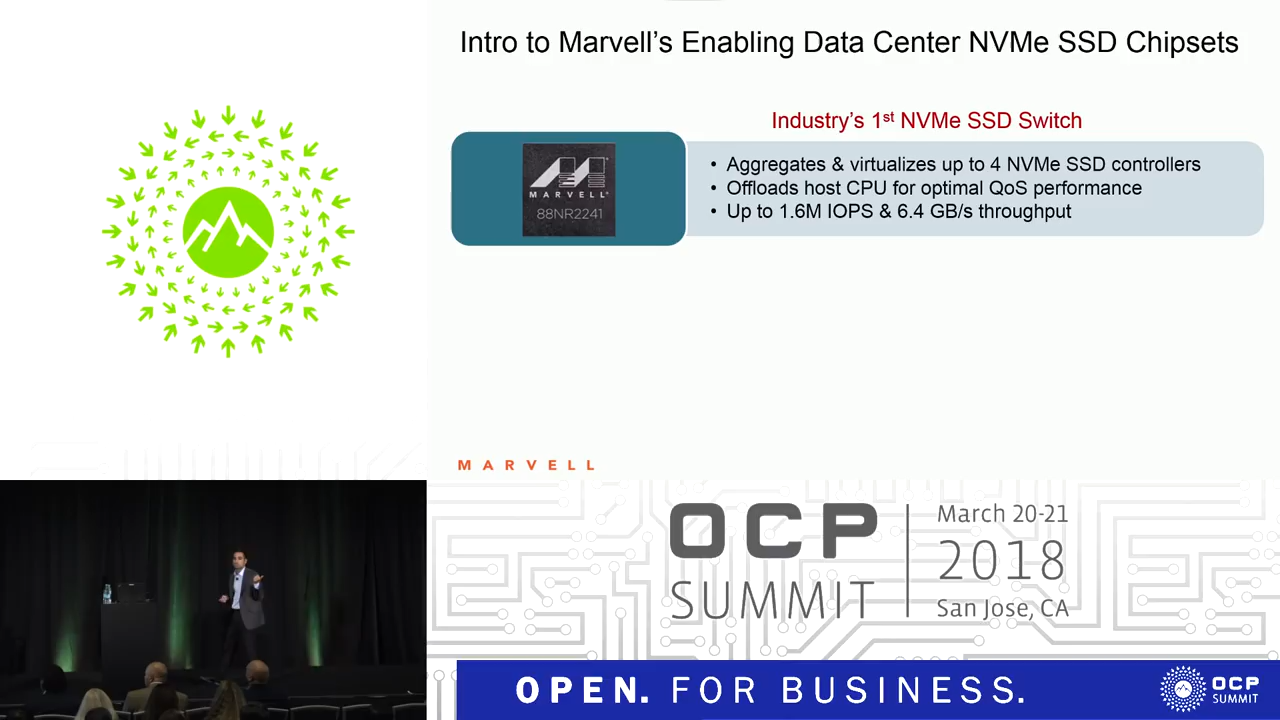 Intro to Marvell's Enabling Data Center NVMe SSD Chipsets
Industry's 1st NVMe SSD Switch
MARVELL
88NR2241
• Aggregates & virtualizes up to 4 NVMe SSD controllers
• Offloads host CPU for optimal QoS performance
• Up to 1.6M IOPS & 6.4 GB/s throughput
MARVELL
OCP
SUMMIT
March 20-21
2018
San Jose, CA
OPEN. FOR BUSINESS.
OCP
SUMMIT